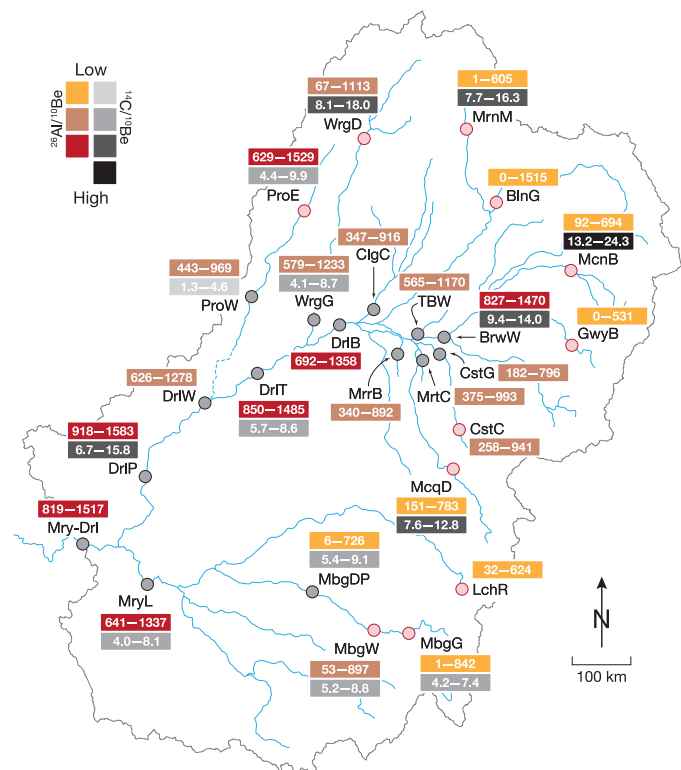 Low
²⁶Al/¹⁰Be
¹⁴C/¹⁰Be
High
67—1113
8.1—18.0
WrgD
1—605
7.7—16.3
MrnM
629—1529
4.4—9.9
ProE
0—1515
BlnG
347—916
ClgC
92—694
13.2—24.3
McnB
443—969
1.3—4.6
ProW
579—1233
4.1—8.7
WrgG
565—1170
TBW
827—1470
9.4—14.0
BrwW
0—531
GwyB
DrlB
692—1358
CstG
182—796
626—1278
DrlW
DrlT
850—1485
5.7—8.6
MrrB
340—892
MrtC
375—993
CstC
258—941
918—1583
6.7—15.8
DrlP
McqD
151—783
7.6—12.8
819—1517
Mry-Drl
6—726
5.4—9.1
MbgDP
32—624
LchR
MryL
641—1337
4.0—8.1
MbgW
53—897
5.2—8.8
MbgG
1—842
4.2—7.4
N
100 km